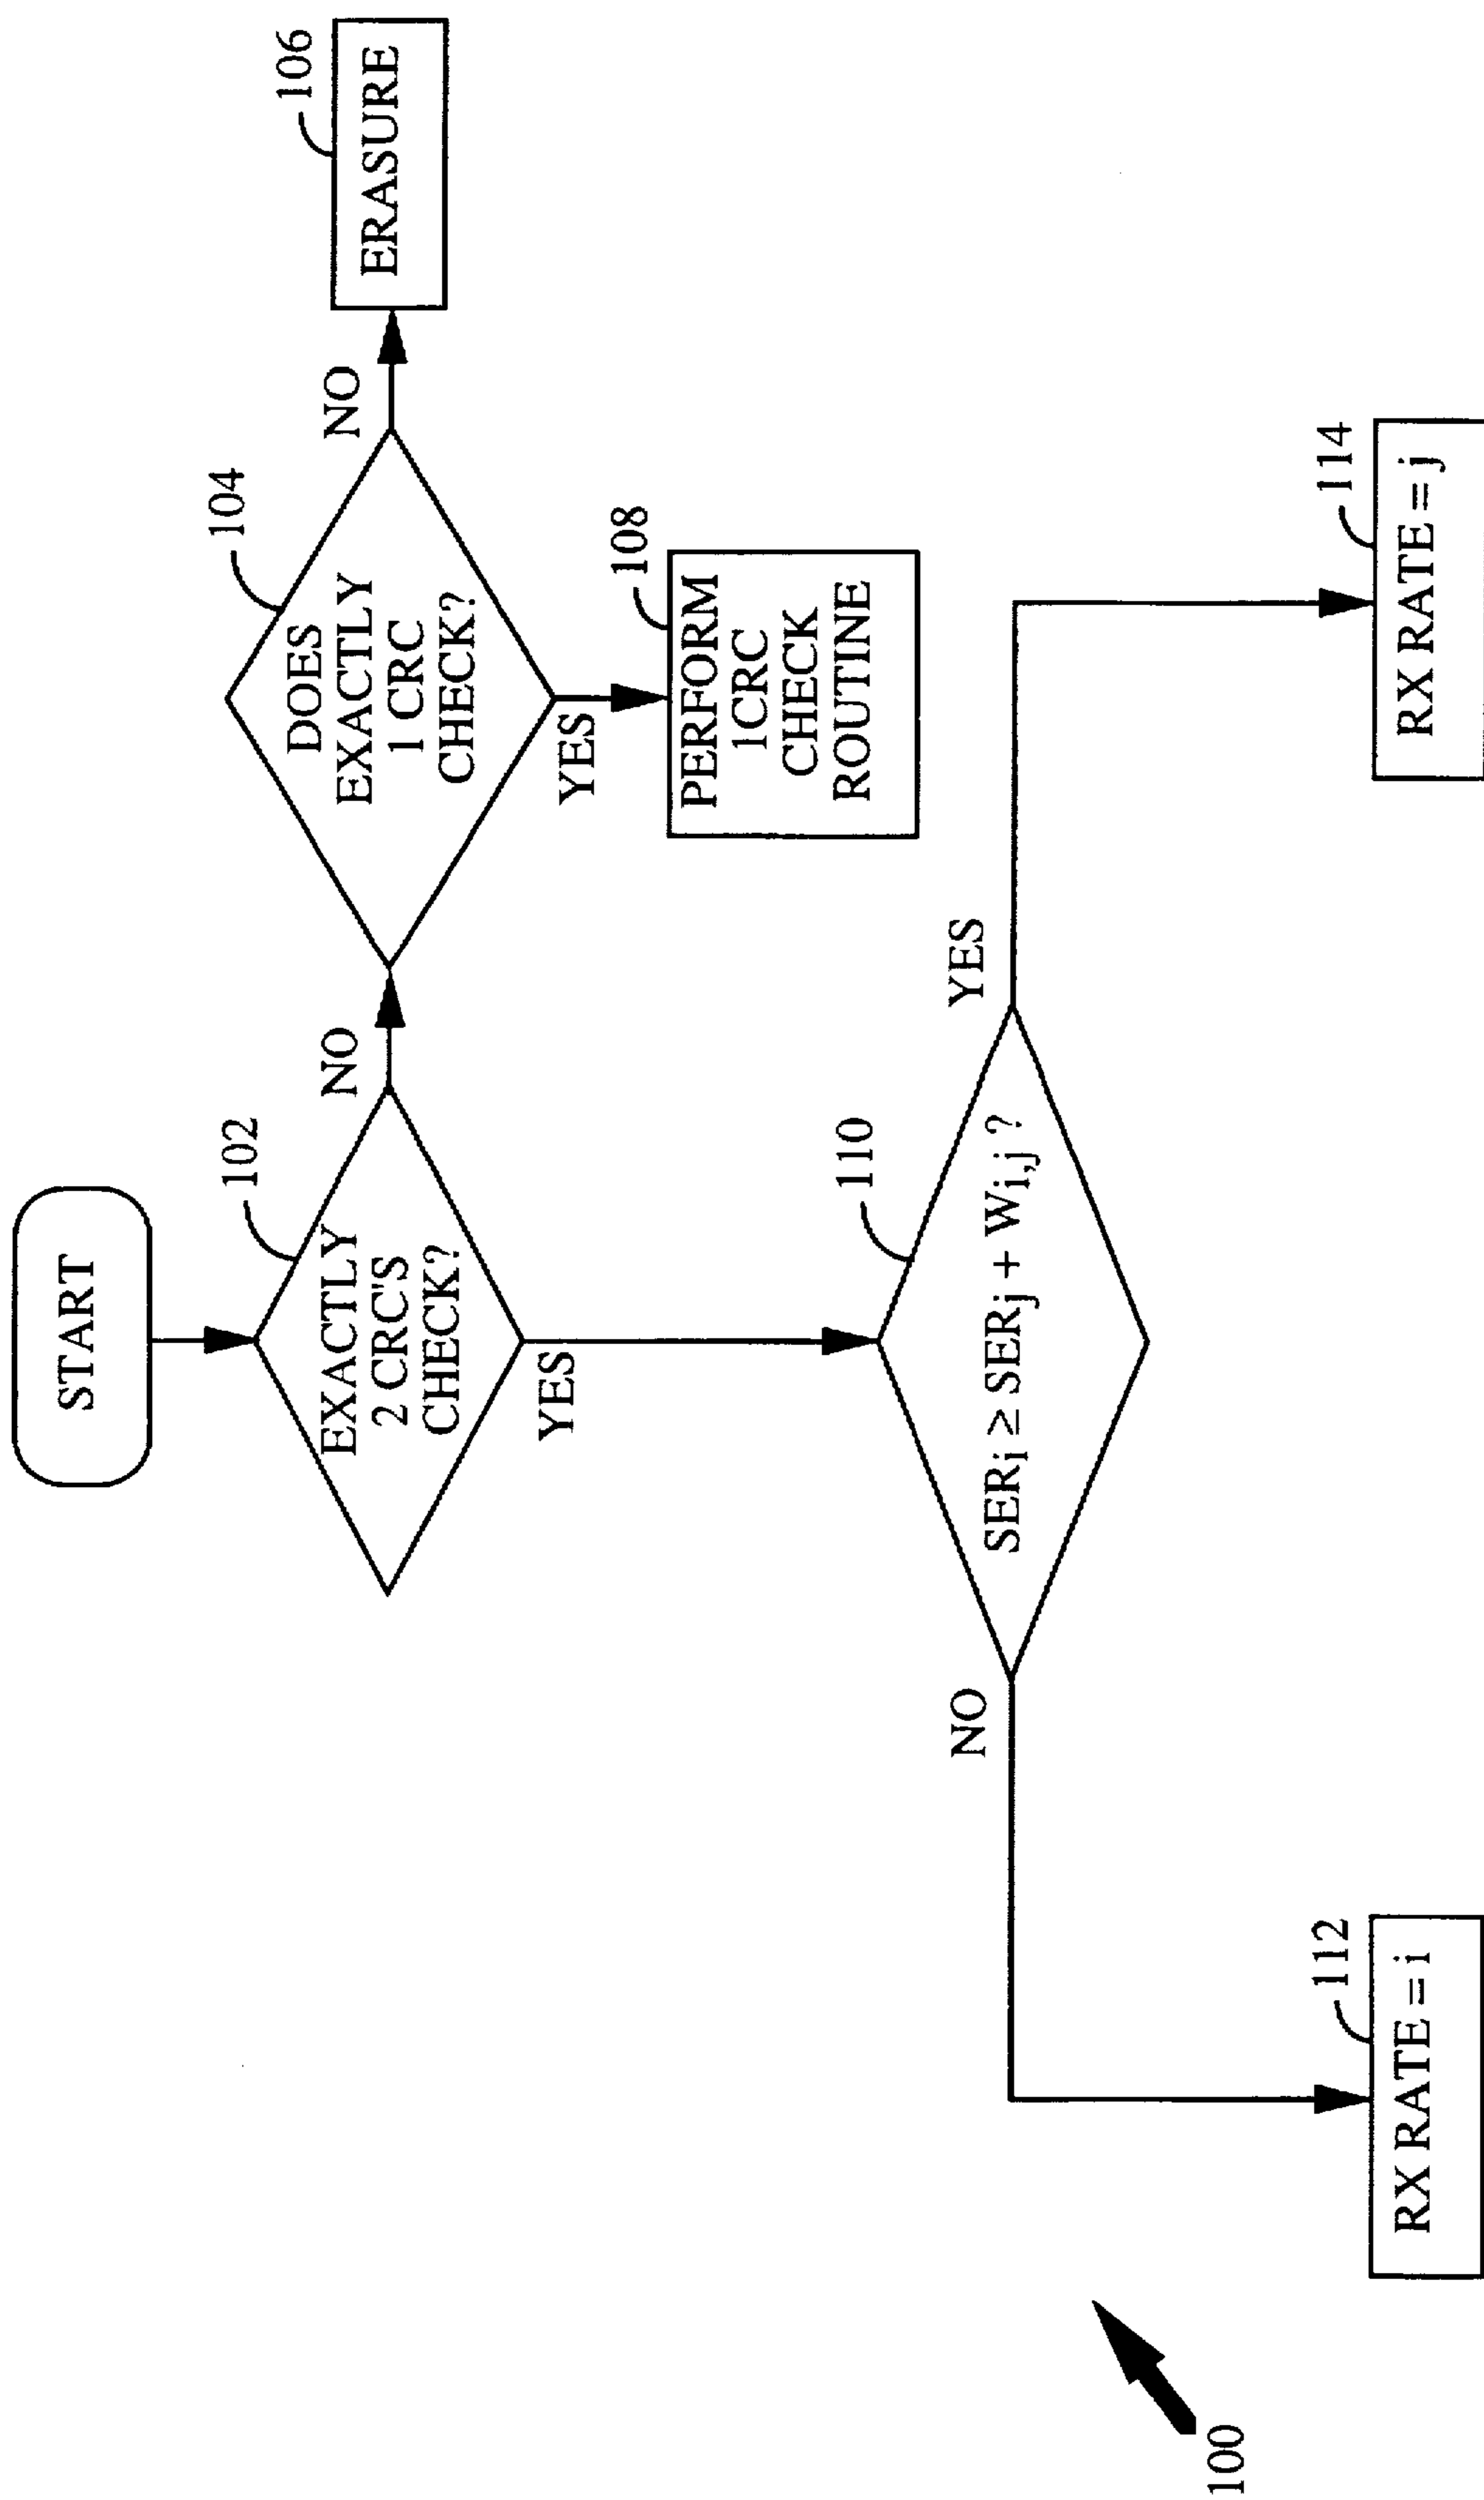 START
102
EXACTLY
2 CRC'S
CHECK?
NO
YES
104
DOES
EXACTLY
1 CRC
CHECK?
NO
YES
106
ERASURE
108
PERFORM
1CRC
CHECK
ROUTINE
110
SERi ≥ SERj + Wi,j ?
NO
YES
112
RX RATE = i
114
RX RATE = j
100